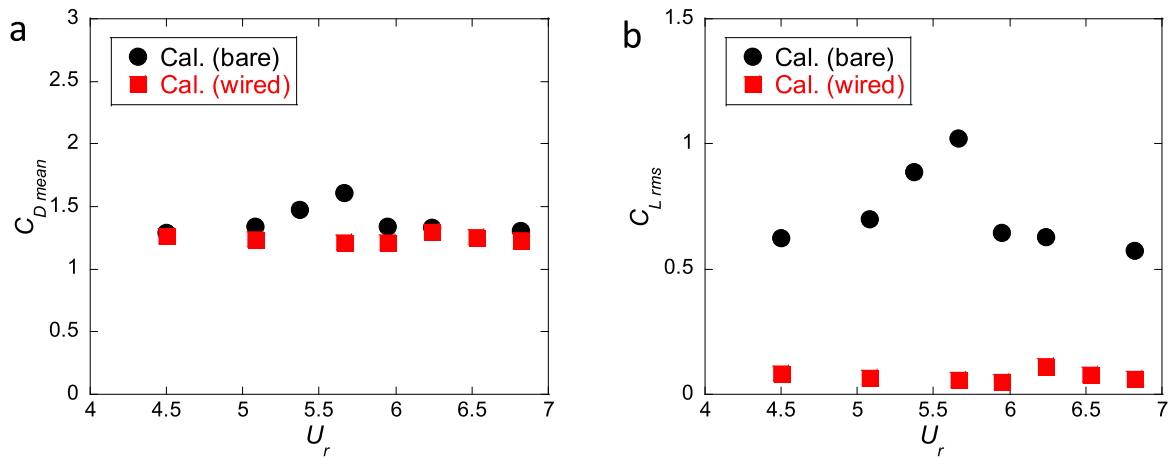 a
3
2.5
2
1.5
1
0.5
0
C_D mean
Cal. (bare)
Cal. (wired)
4 4.5 5 5.5 6 6.5 7
U_r
b
1.5
1
0.5
0
C_L rms
Cal. (bare)
Cal. (wired)
4 4.5 5 5.5 6 6.5 7
U_r